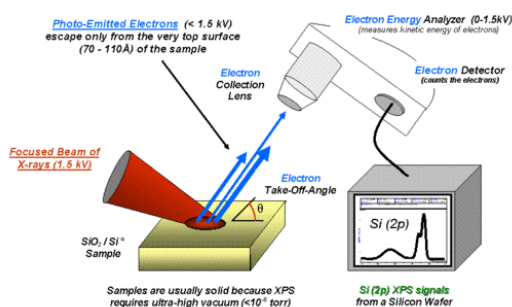 Photo-Emitted Electrons (< 1.5 kV)
escape only from the very top surface
(70 - 110Å) of the sample
Electron Energy Analyzer (0-1.5kV)
(measures kinetic energy of electrons)
Electron Detector
(counts the electrons)
Electron
Collection
Lens
Focused Beam of
X-rays (1.5 kV)
Electron
Take-Off-Angle
θ
Si (2p)
SiO₂ / Si°
Sample
Samples are usually solid because XPS
requires ultra-high vacuum (<10⁻⁸ torr)
Si (2p) XPS signals
from a Silicon Wafer